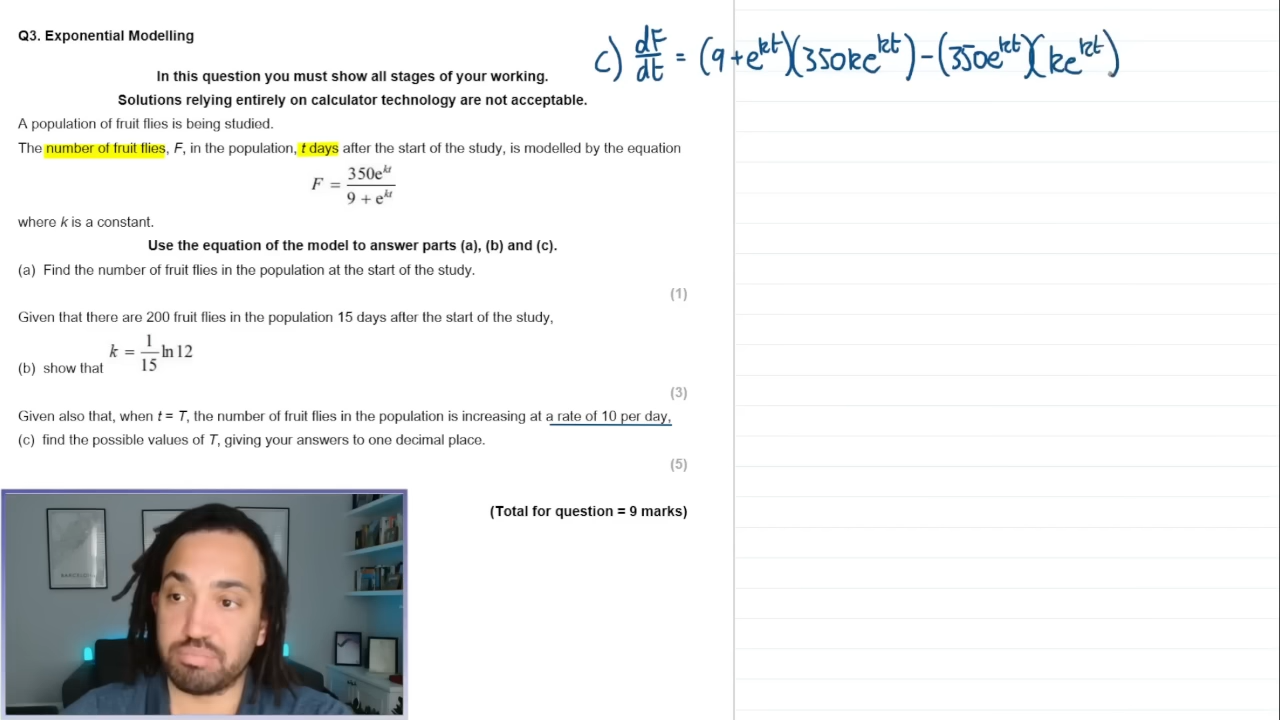 Q3. Exponential Modelling
In this question you must show all stages of your working.
Solutions relying entirely on calculator technology are not acceptable.
A population of fruit flies is being studied.
The number of fruit flies, F, in the population, t days after the start of the study, is modelled by the equation
F = 350e^{kt} / (9 + e^{kt})
where k is a constant.
Use the equation of the model to answer parts (a), (b) and (c).
(a) Find the number of fruit flies in the population at the start of the study.
(1)
Given that there are 200 fruit flies in the population 15 days after the start of the study,
(b) show that k = 1/15 ln 12
(3)
Given also that, when t = T, the number of fruit flies in the population is increasing at a rate of 10 per day,
(c) find the possible values of T, giving your answers to one decimal place.
(5)
(Total for question = 9 marks)
c) dF/dt = (9+e^{kt})(350ke^{kt}) - (350e^{kt})(ke^{kt})
BARCELONA